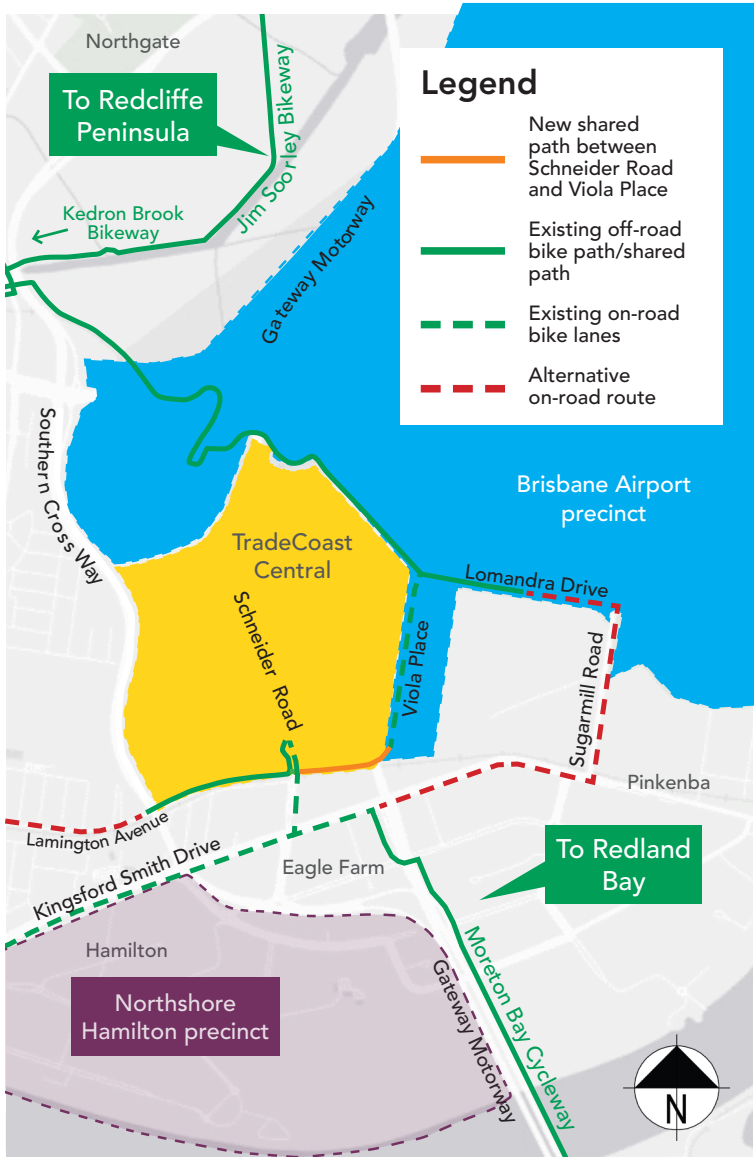 Northgate
To Redcliffe
Peninsula
Jim Soorley Bikeway
Kedron Brook
Bikeway
Gateway Motorway
Legend
New shared
path between
Schneider Road
and Viola Place
Existing off-road
bike path/shared
path
Existing on-road
bike lanes
Alternative
on-road route
Southern Cross Way
Brisbane Airport
precinct
TradeCoast
Central
Lomandra Drive
Schneider Road
Viola Place
Sugarmill Road
Pinkenba
Lamington Avenue
Kingsford Smith Drive
Eagle Farm
To Redland
Bay
Hamilton
Northshore
Hamilton precinct
Gateway Motorway
Moreton Bay Cycleway
N